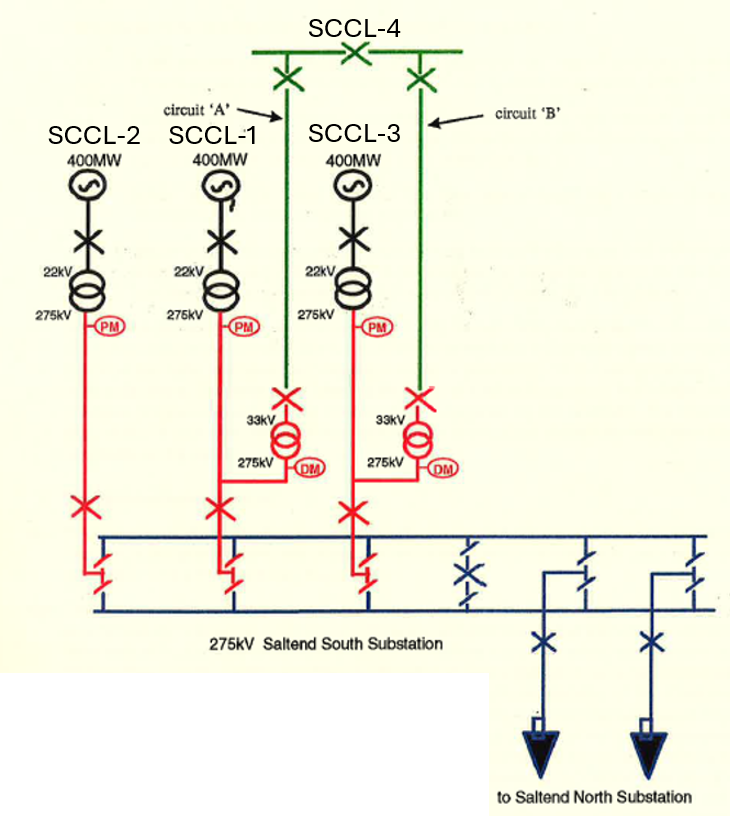 SCCL-4
circuit ‘A’
circuit ‘B’
SCCL-2 SCCL-1 SCCL-3
400MW 400MW 400MW
22kV 22kV 22kV
275kV 275kV 275kV
PM PM PM
33kV 33kV
275kV 275kV
DM DM
275kV Saltend South Substation
to Saltend North Substation